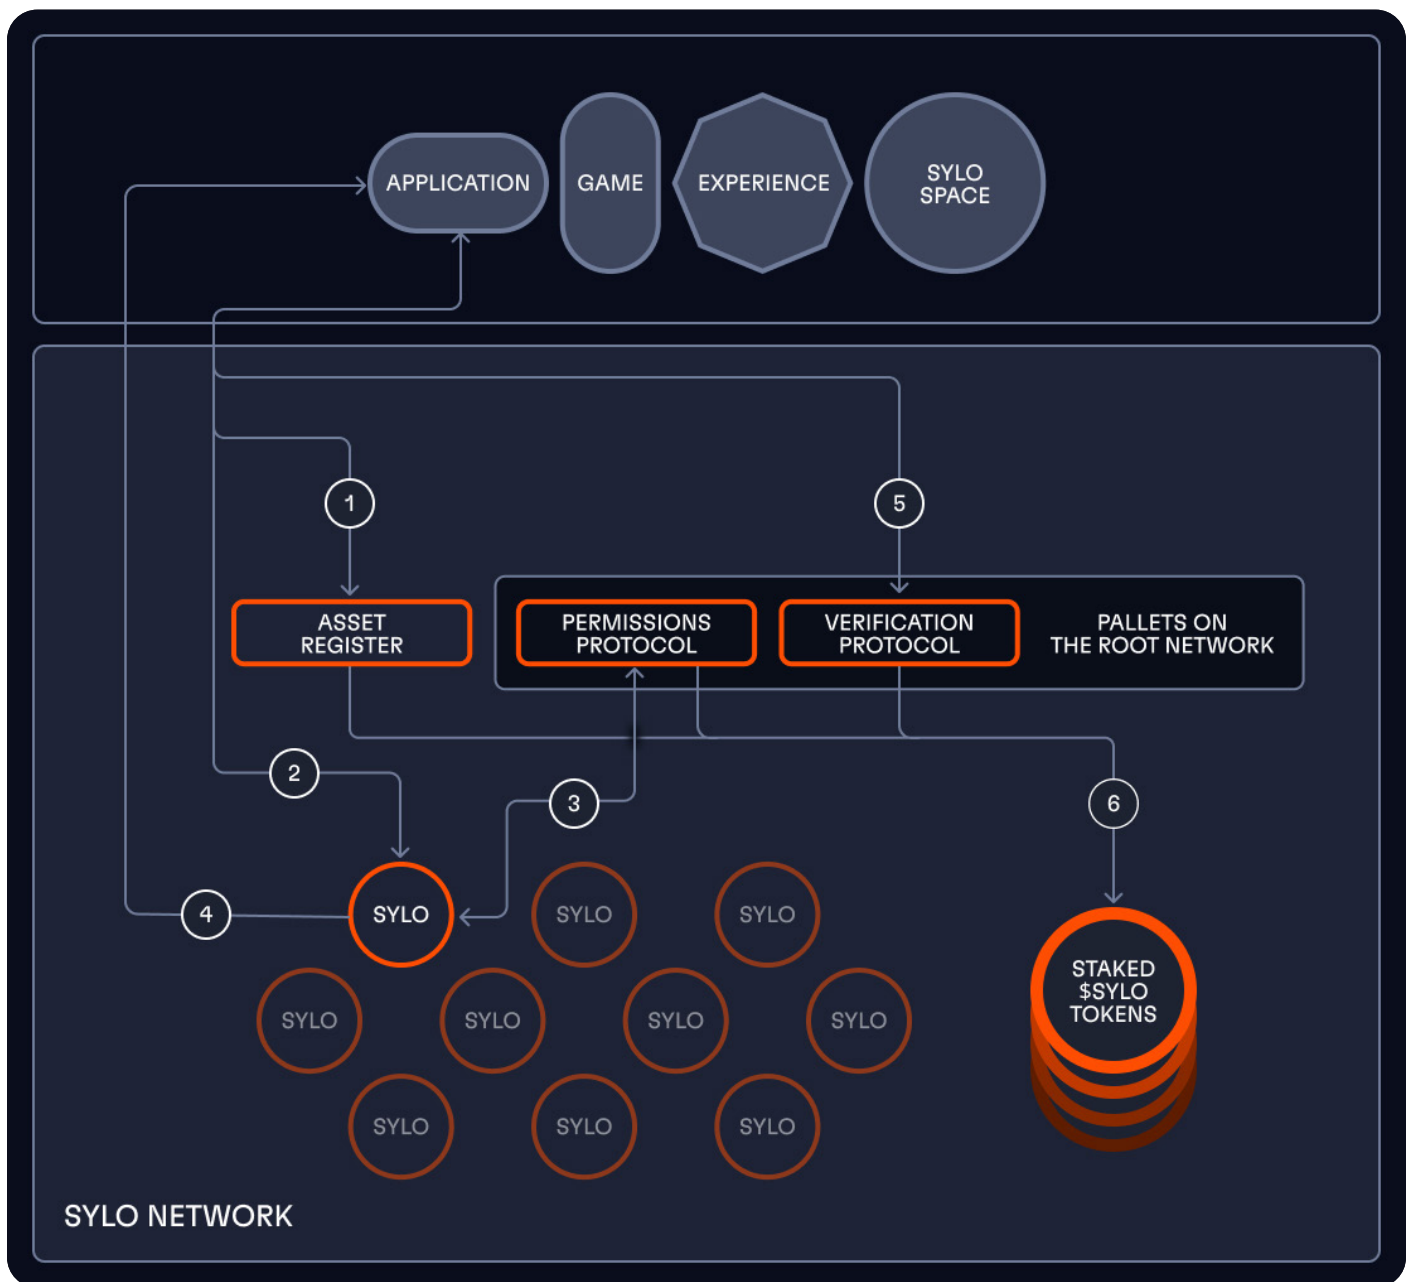 APPLICATION
GAME
EXPERIENCE
SYLO
SPACE
1
5
ASSET
REGISTER
PERMISSIONS
PROTOCOL
VERIFICATION
PROTOCOL
PALLETS ON
THE ROOT NETWORK
2
3
6
4
SYLO
SYLO
SYLO
STAKED
$SYLO
TOKENS
SYLO
SYLO
SYLO
SYLO
SYLO
SYLO
SYLO
SYLO NETWORK